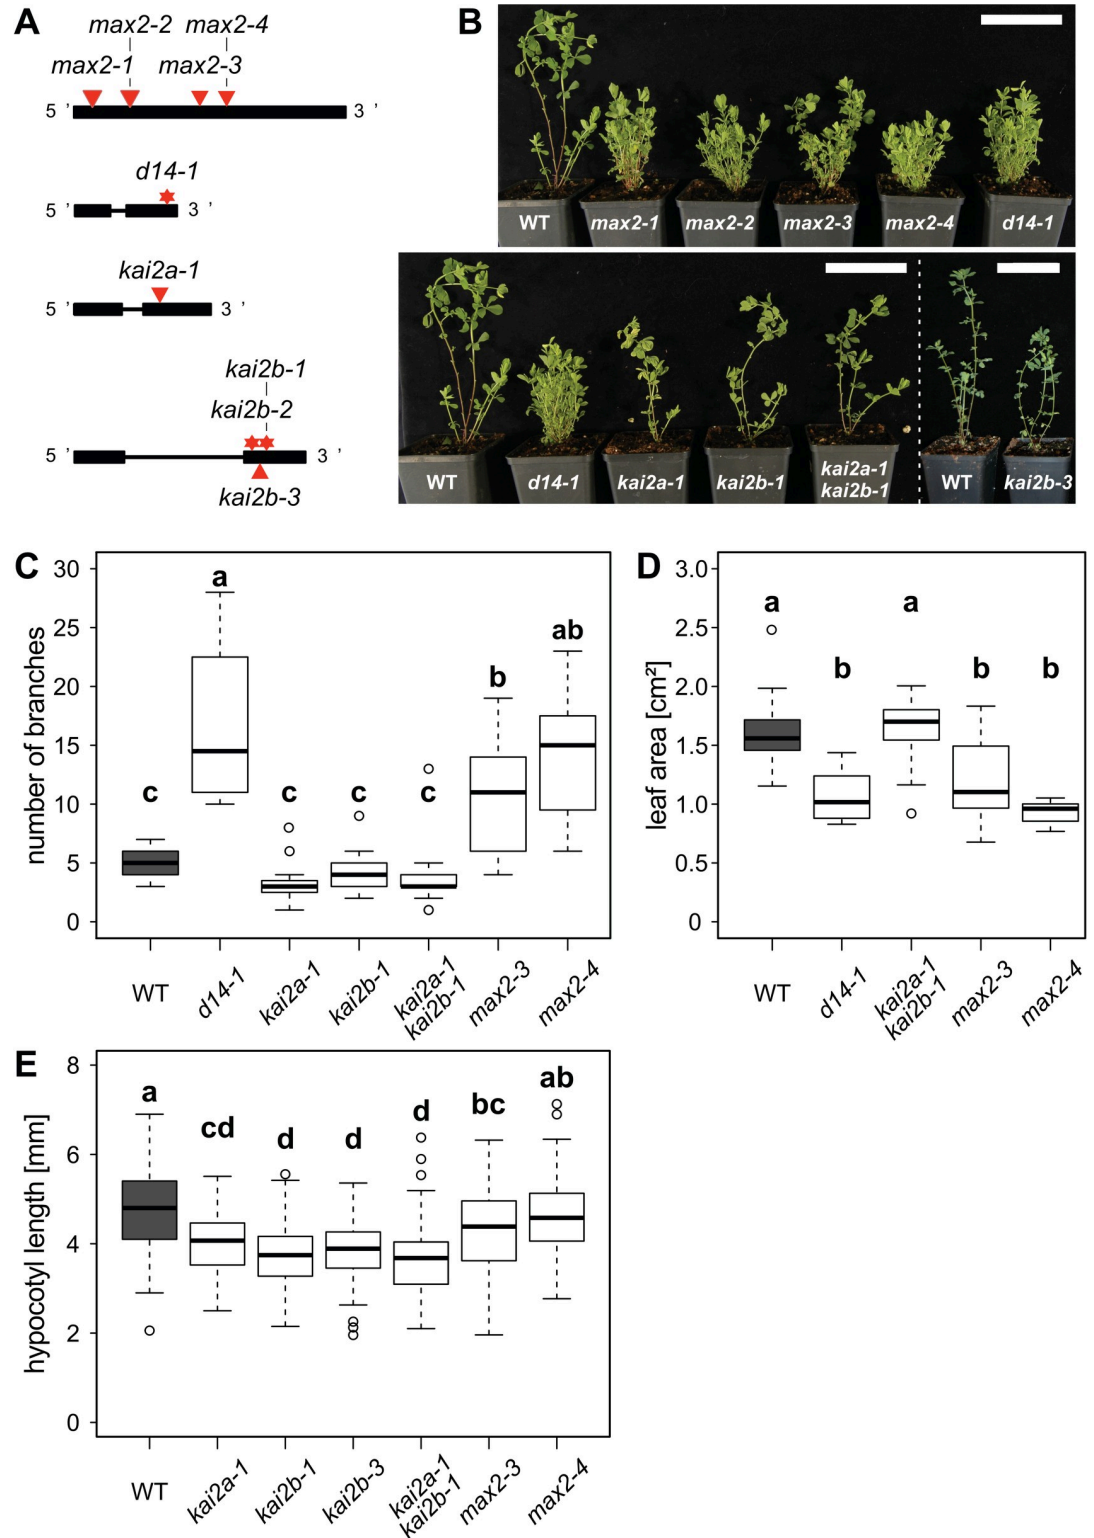 A
max2-2 max2-4
max2-1 max2-3
5 ’ 3 ’
d14-1
5 ’ 3 ’
kai2a-1
5 ’ 3 ’
kai2b-1
kai2b-2
5 ’ 3 ’
kai2b-3
B
WT max2-1 max2-2 max2-3 max2-4 d14-1
WT d14-1 kai2a-1 kai2b-1 kai2a-1 kai2b-1 WT kai2b-3
C
number of branches
30
25
20
15
10
5
0
c a c c c b ab
WT d14-1 kai2a-1 kai2b-1 kai2a-1 kai2b-1 max2-3 max2-4
D
leaf area [cm²]
3.0
2.5
2.0
1.5
1.0
0.5
0
a b a b b
WT d14-1 kai2a-1 kai2b-1 max2-3 max2-4
E
hypocotyl length [mm]
8
6
4
2
0
a cd d d d bc ab
WT kai2a-1 kai2b-1 kai2b-3 kai2a-1 kai2b-1 max2-3 max2-4